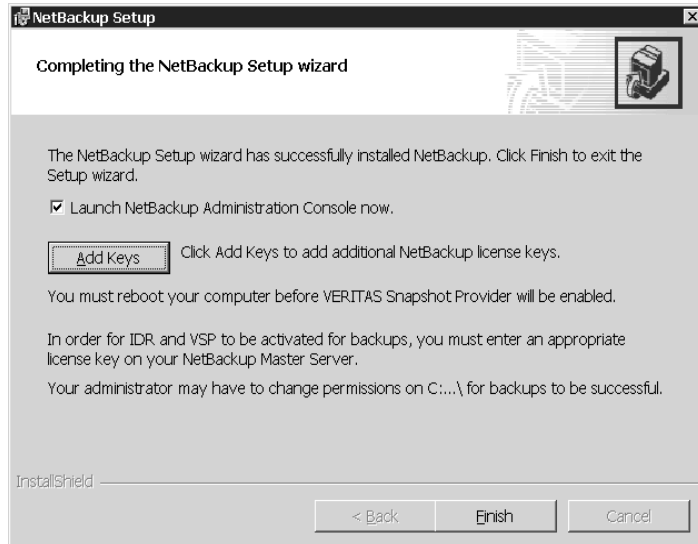 NetBackup Setup
Completing the NetBackup Setup wizard
The NetBackup Setup wizard has successfully installed NetBackup. Click Finish to exit the
Setup wizard.
Launch NetBackup Administration Console now.
Add Keys
Click Add Keys to add additional NetBackup license keys.
You must reboot your computer before VERITAS Snapshot Provider will be enabled.
In order for IDR and VSP to be activated for backups, you must enter an appropriate
license key on your NetBackup Master Server.
Your administrator may have to change permissions on C:...\ for backups to be successful.
InstallShield
< Back
Finish
Cancel